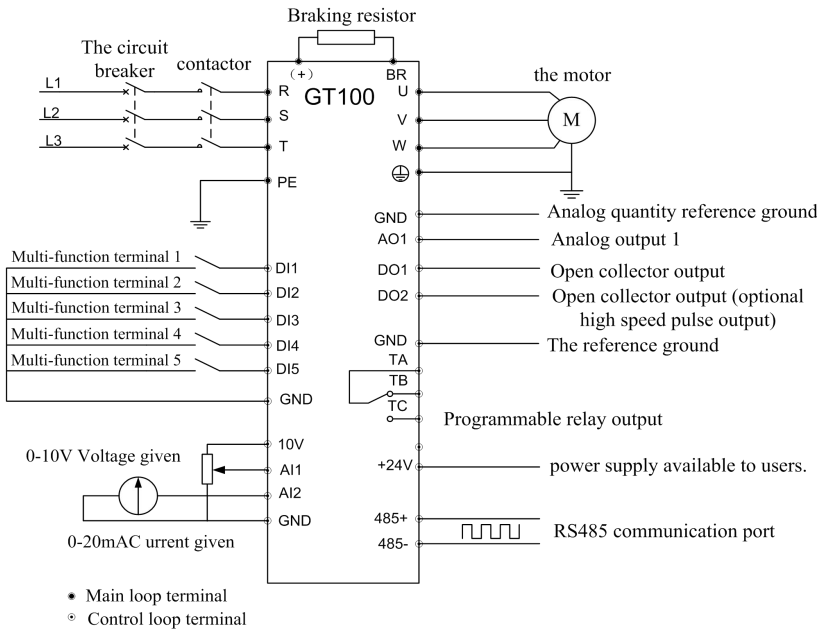 Braking resistor
The circuit
breaker
contactor
(+)
BR
the motor
L1
L2
L3
R
S
T
GT100
U
V
W
M
PE
GND
Analog quantity reference ground
AO1
Analog output 1
DO1
Open collector output
DO2
Open collector output (optional
high speed pulse output)
GND
The reference ground
Multi-function terminal 1
DI1
Multi-function terminal 2
DI2
Multi-function terminal 3
DI3
Multi-function terminal 4
DI4
Multi-function terminal 5
DI5
GND
TA
TB
TC
Programmable relay output
10V
0-10V Voltage given
AI1
AI2
GND
0-20mAC urrent given
+24V
power supply available to users.
485+
485-
RS485 communication port
Main loop terminal
Control loop terminal